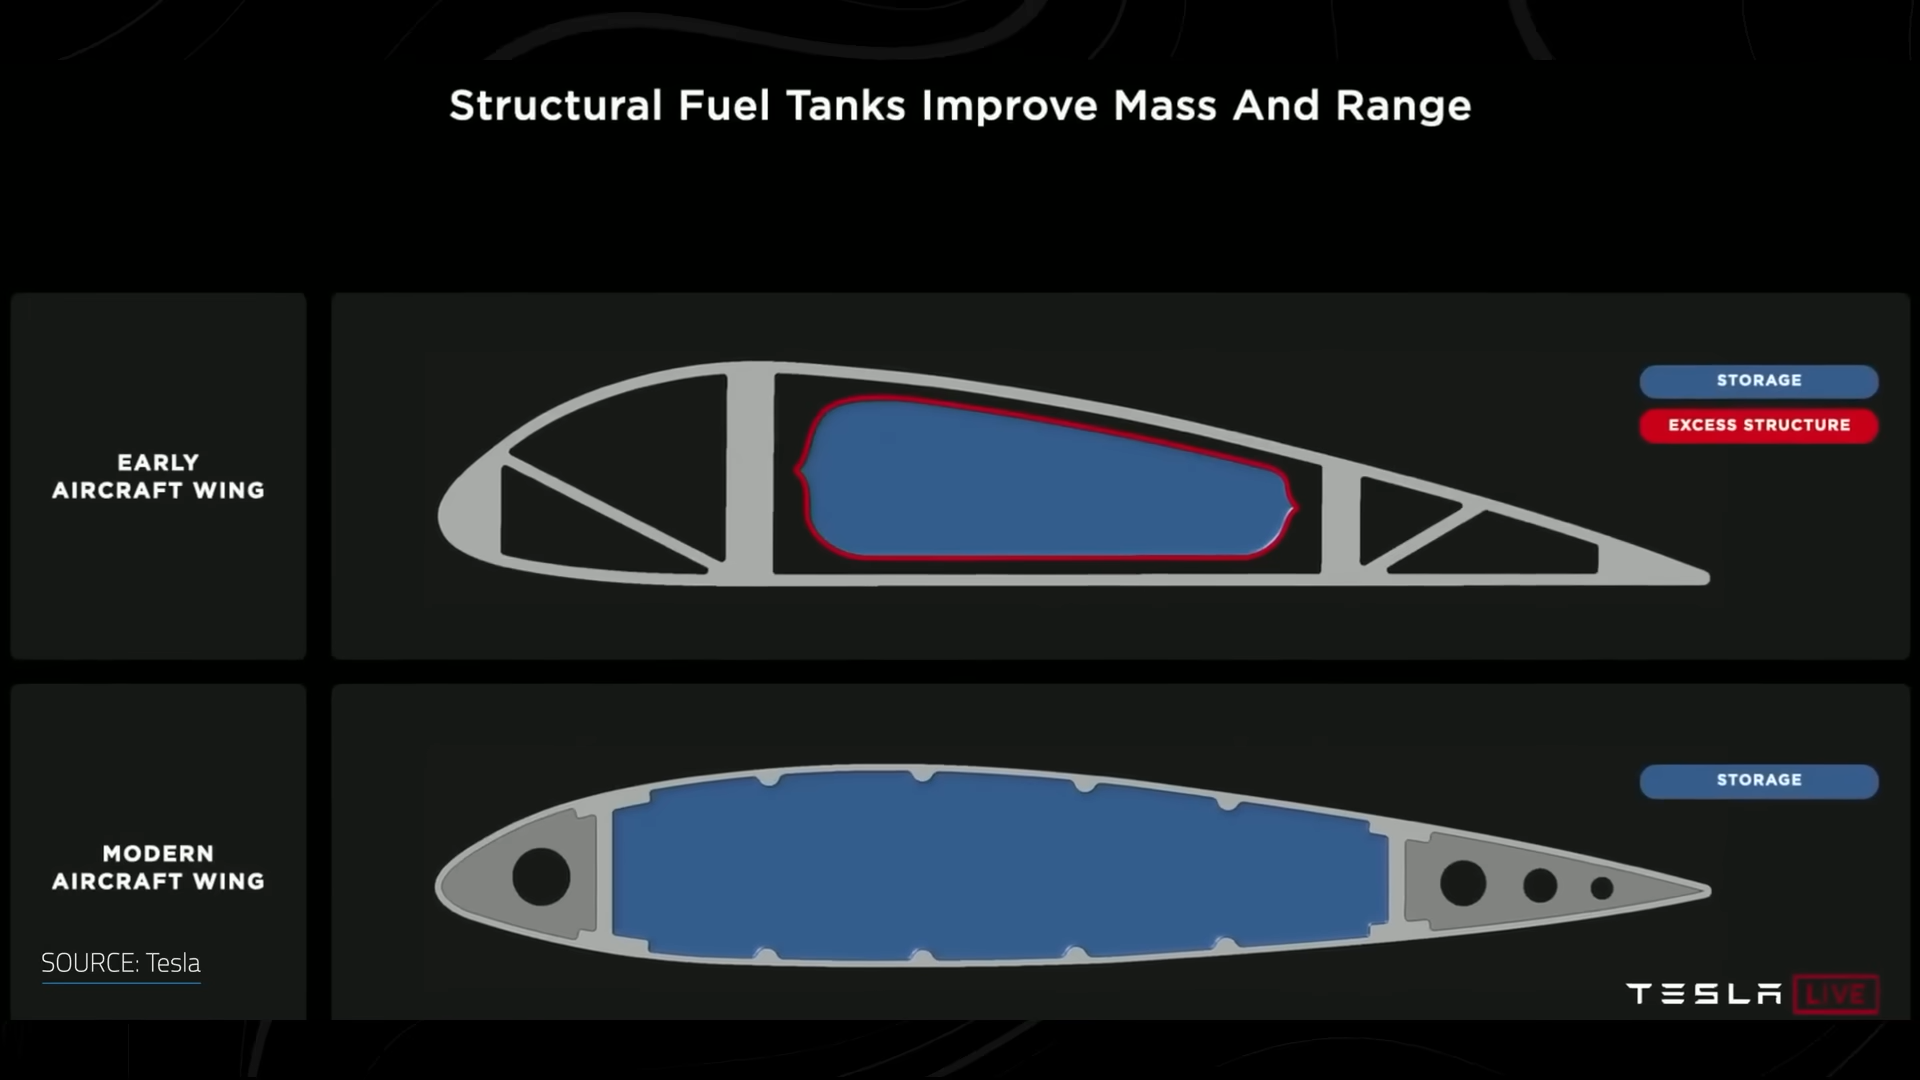 Structural Fuel Tanks Improve Mass And Range
EARLY
AIRCRAFT WING
STORAGE
EXCESS STRUCTURE
MODERN
AIRCRAFT WING
STORAGE
SOURCE: Tesla
TESLA LIVE